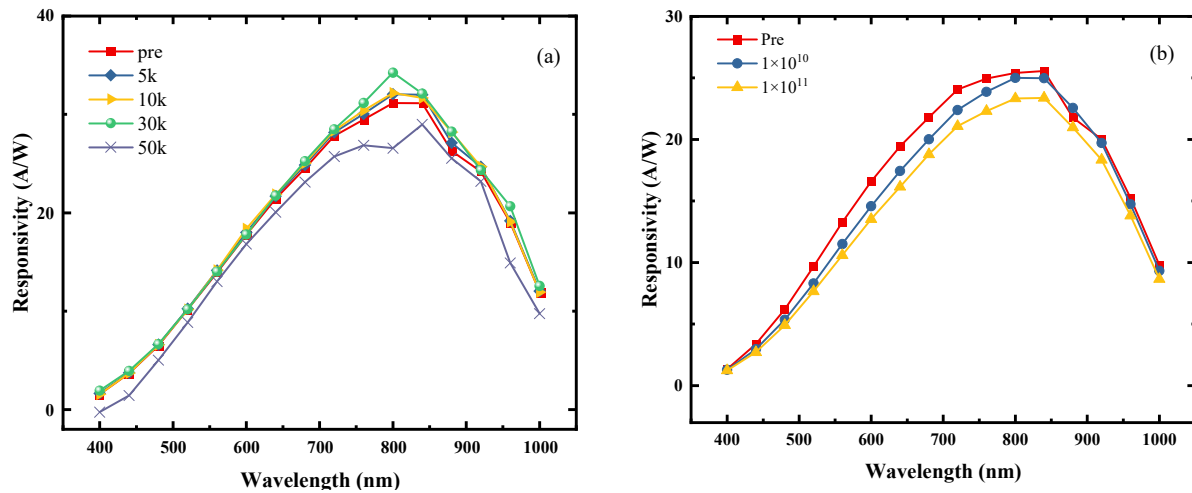 (a)
pre
5k
10k
30k
50k
40
20
0
Responsivity (A/W)
400 500 600 700 800 900 1000
Wavelength (nm)
(b)
Pre
1×10¹⁰
1×10¹¹
30
20
10
0
Responsivity (A/W)
400 500 600 700 800 900 1000
Wavelength (nm)